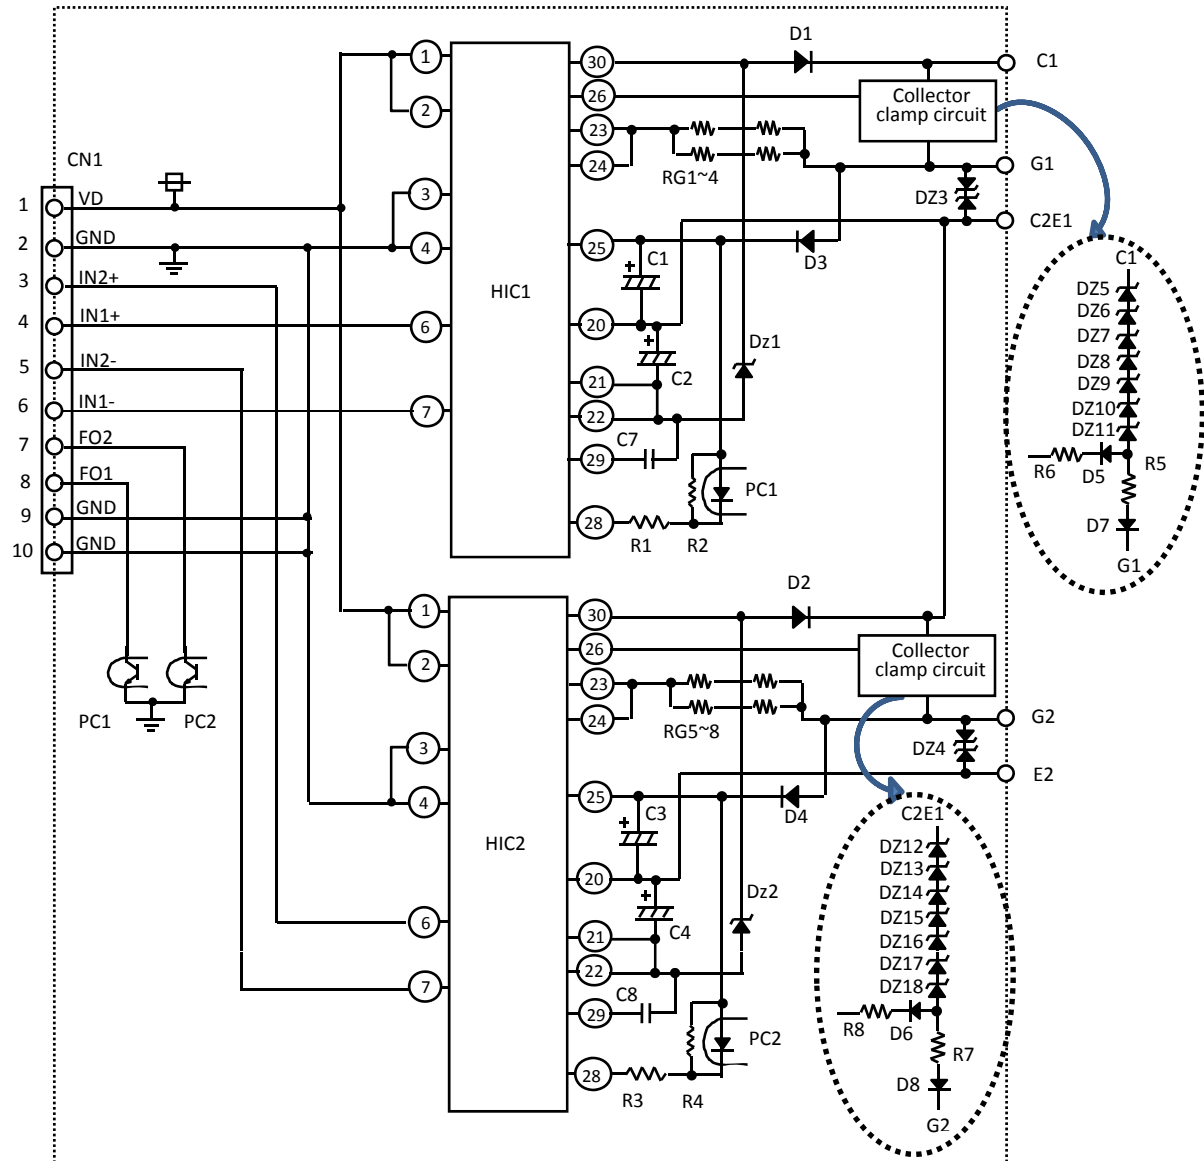 D1
C1
1
30
26
Collector
clamp circuit
2
23
24
RG1~4
G1
CN1
DZ3
1
VD
3
C2E1
2
GND
4
25
C1
D3
3
IN2+
HIC1
C1
DZ5
DZ6
4
IN1+
6
20
DZ7
Dz1
DZ8
5
IN2-
21
C2
DZ9
6
IN1-
7
22
DZ10
DZ11
7
FO2
C7
29
R6
D5
R5
8
FO1
PC1
9
GND
28
R1
R2
D7
10
GND
G1
D2
1
30
2
26
Collector
clamp circuit
23
24
RG5~8
G2
PC1
PC2
DZ4
3
E2
4
25
C3
D4
C2E1
HIC2
DZ12
DZ13
20
Dz2
DZ14
6
DZ15
21
C4
DZ16
22
DZ17
7
C8
DZ18
29
R8
D6
PC2
R7
28
R3
R4
D8
G2